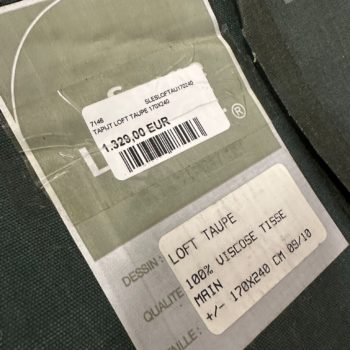 7146 SLESLOFTAU170240
TAPIJT LOFT TAUPE 170X240
1.329,00 EUR
®
DESSIN : LOFT TAUPE
QUALITE 100% VISCOSE TISSE
MAIN
+/- 170X240 CM 09/10